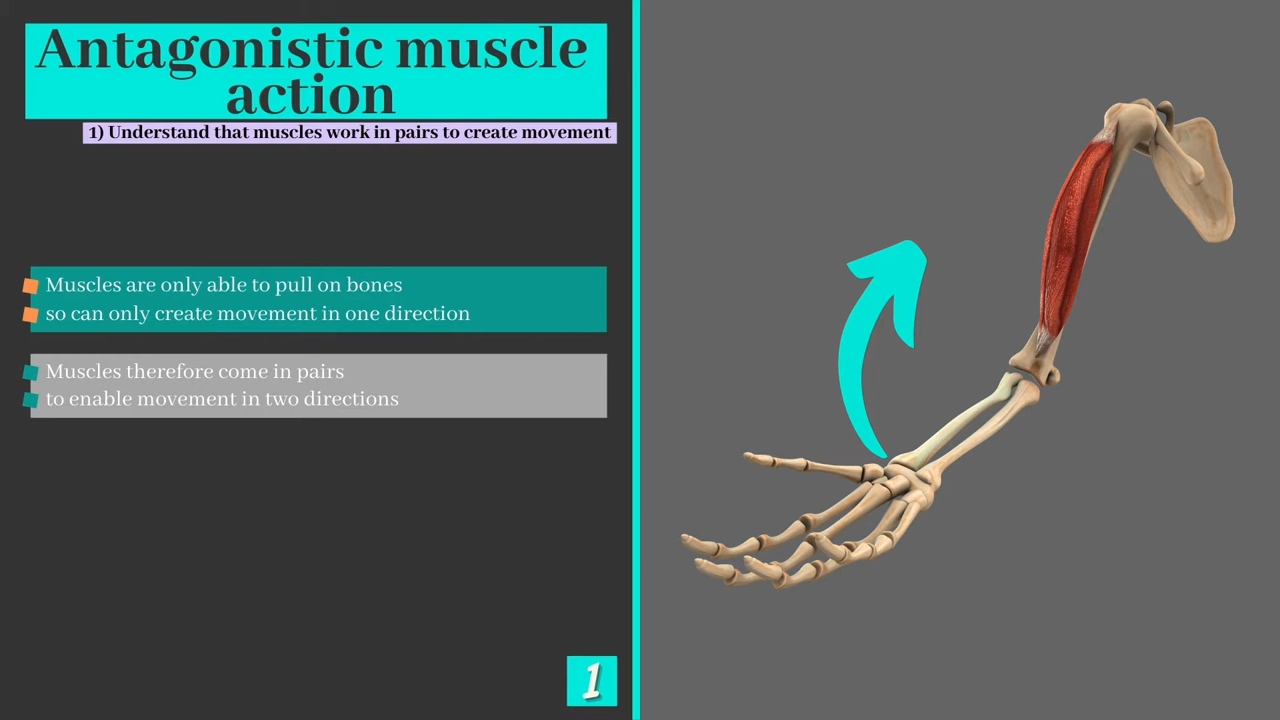 Antagonistic muscle
action
1) Understand that muscles work in pairs to create movement
Muscles are only able to pull on bones
so can only create movement in one direction
Muscles therefore come in pairs
to enable movement in two directions
1